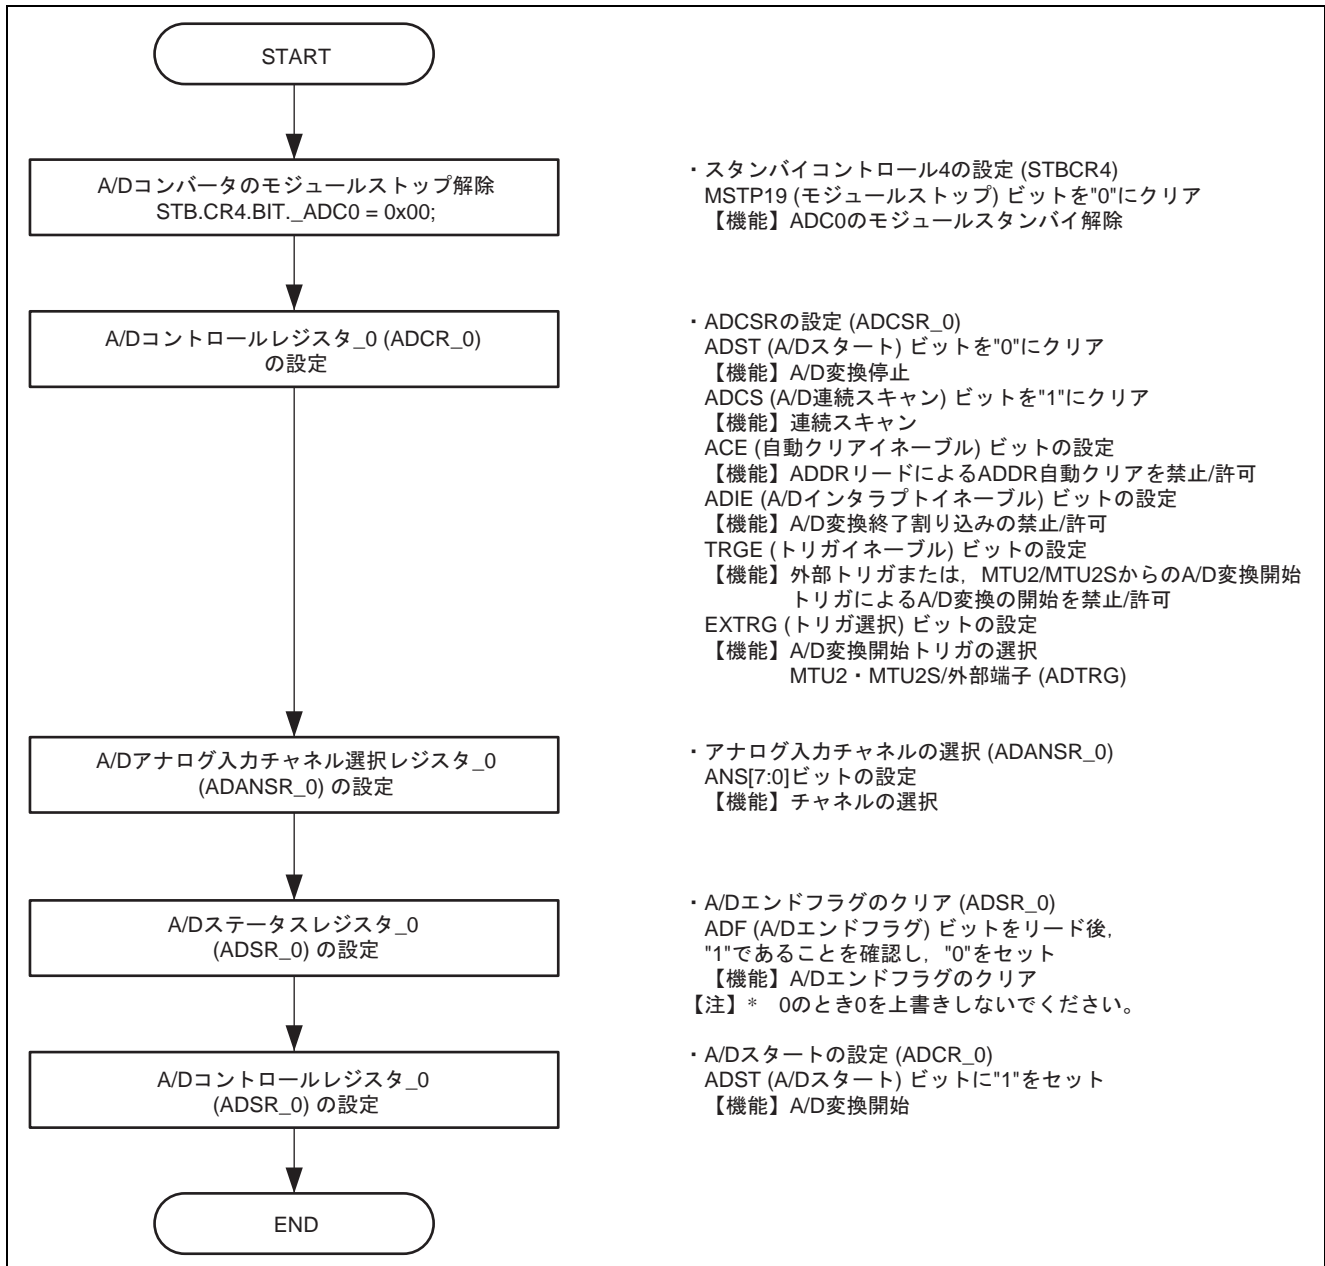 START
A/Dコンバータのモジュールストップ解除
STB.CR4.BIT._ADC0 = 0x00;
・スタンバイコントロール4の設定 (STBCR4)
MSTP19 (モジュールストップ) ビットを"0"にクリア
【機能】ADC0のモジュールスタンバイ解除
A/Dコントロールレジスタ_0 (ADCR_0)
の設定
・ADCSRの設定 (ADCSR_0)
ADST (A/Dスタート) ビットを"0"にクリア
【機能】A/D変換停止
ADCS (A/D連続スキャン) ビットを"1"にクリア
【機能】連続スキャン
ACE (自動クリアイネーブル) ビットの設定
【機能】ADDRリードによるADDR自動クリアを禁止/許可
ADIE (A/Dインタラプトイネーブル) ビットの設定
【機能】A/D変換終了割り込みの禁止/許可
TRGE (トリガイネーブル) ビットの設定
【機能】外部トリガまたは，MTU2/MTU2SからのA/D変換開始
トリガによるA/D変換の開始を禁止/許可
EXTRG (トリガ選択) ビットの設定
【機能】A/D変換開始トリガの選択
MTU2・MTU2S/外部端子 (ADTRG)
A/Dアナログ入力チャネル選択レジスタ_0
(ADANSR_0) の設定
・アナログ入力チャネルの選択 (ADANSR_0)
ANS[7:0]ビットの設定
【機能】チャネルの選択
A/Dステータスレジスタ_0
(ADSR_0) の設定
・A/Dエンドフラグのクリア (ADSR_0)
ADF (A/Dエンドフラグ) ビットをリード後，
"1"であることを確認し，"0"をセット
【機能】A/Dエンドフラグのクリア
【注】* 0のとき0を上書きしないでください。
A/Dコントロールレジスタ_0
(ADSR_0) の設定
・A/Dスタートの設定 (ADCR_0)
ADST (A/Dスタート) ビットに"1"をセット
【機能】A/D変換開始
END